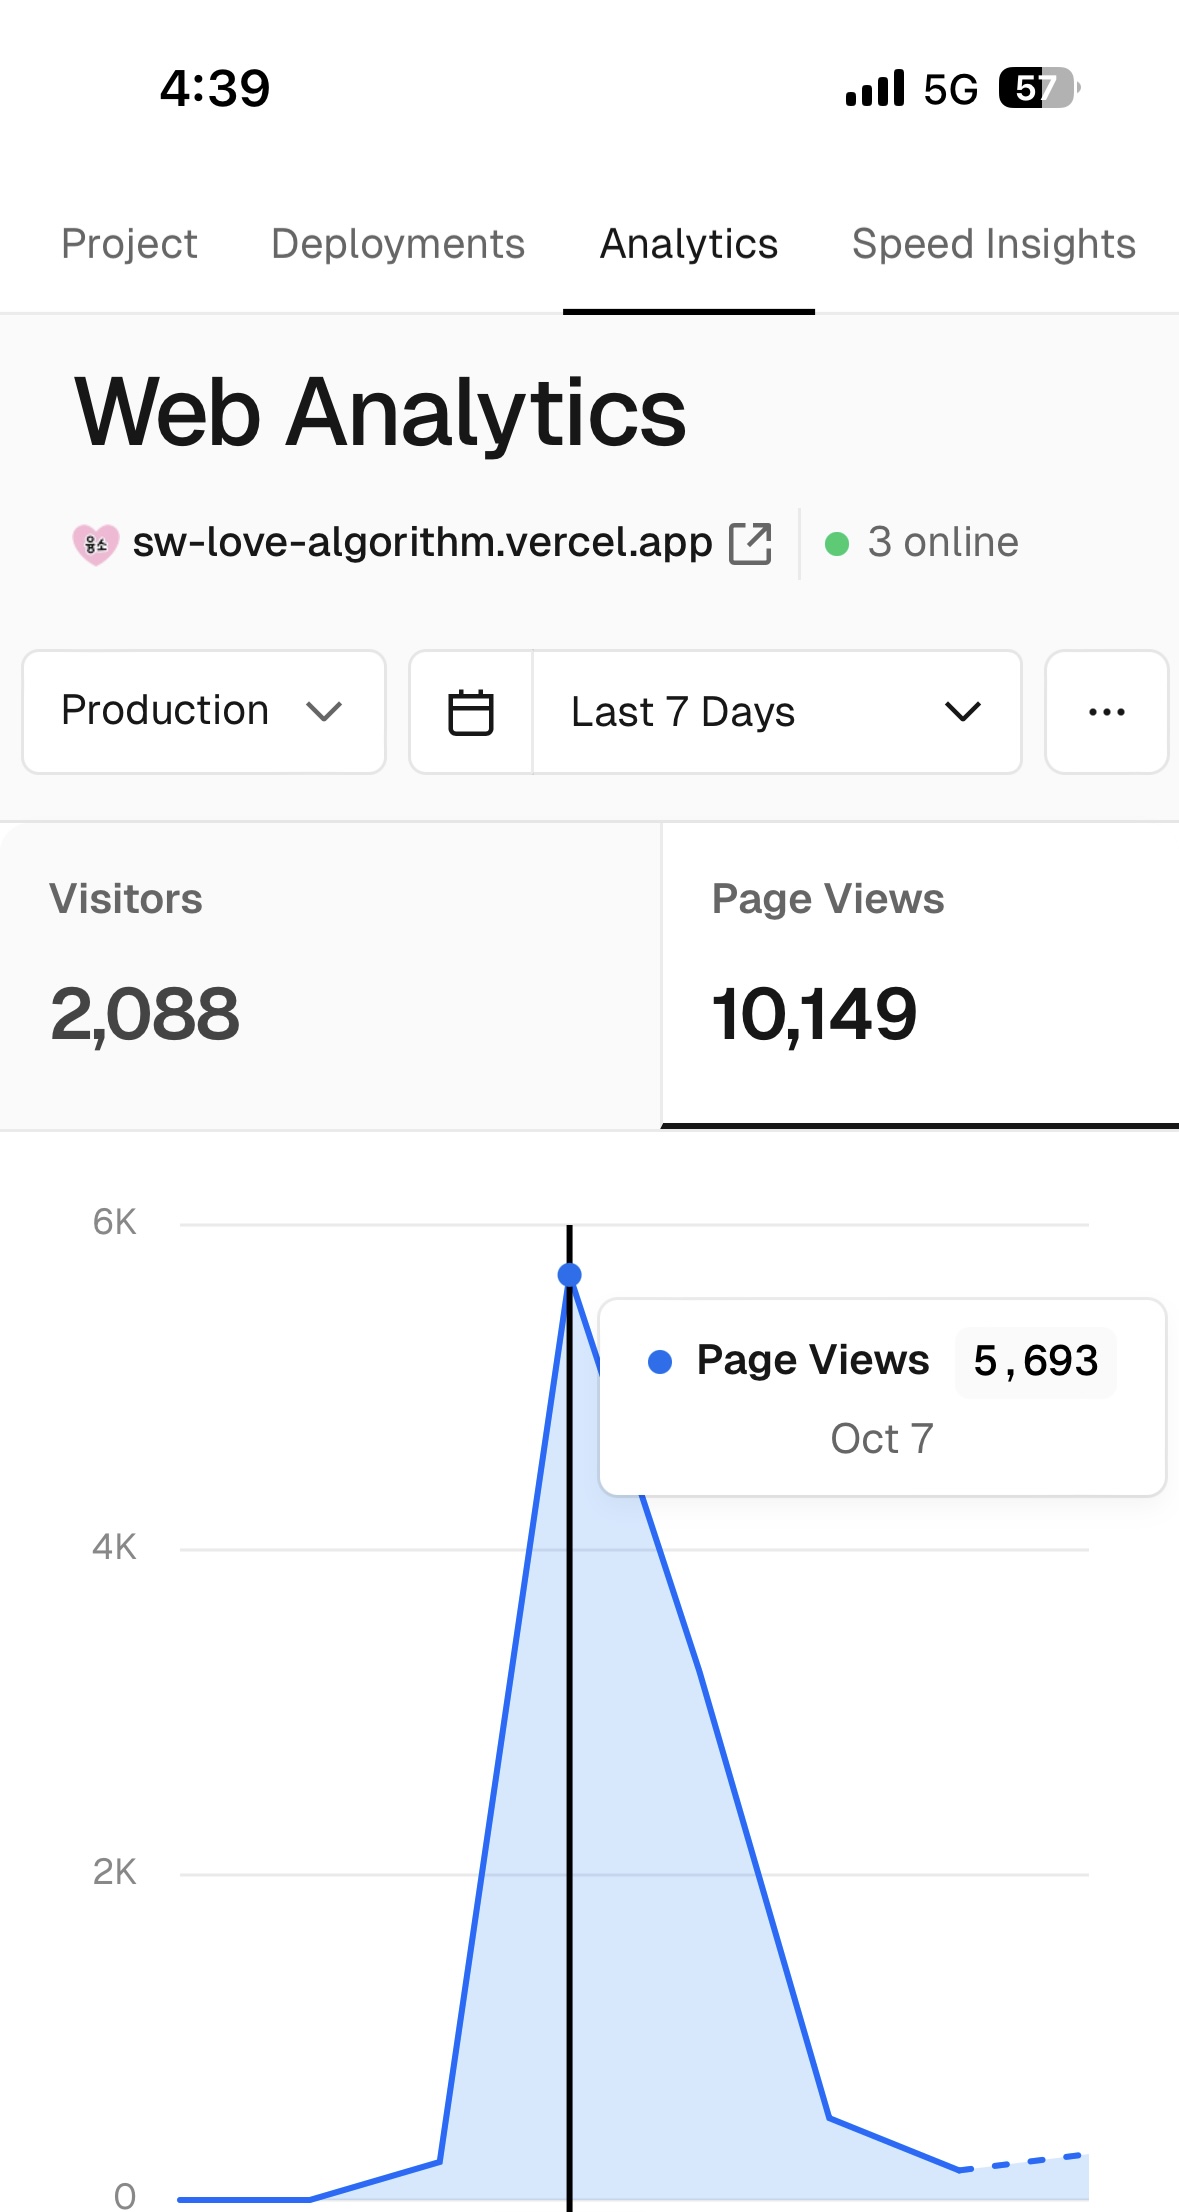 4:39 5G 57
Project Deployments Analytics Speed Insights
Web Analytics
웅소 sw-love-algorithm.vercel.app 3 online
Production Last 7 Days ...
Visitors Page Views
2,088 10,149
6K
Page Views 5,693
Oct 7
4K
2K
0